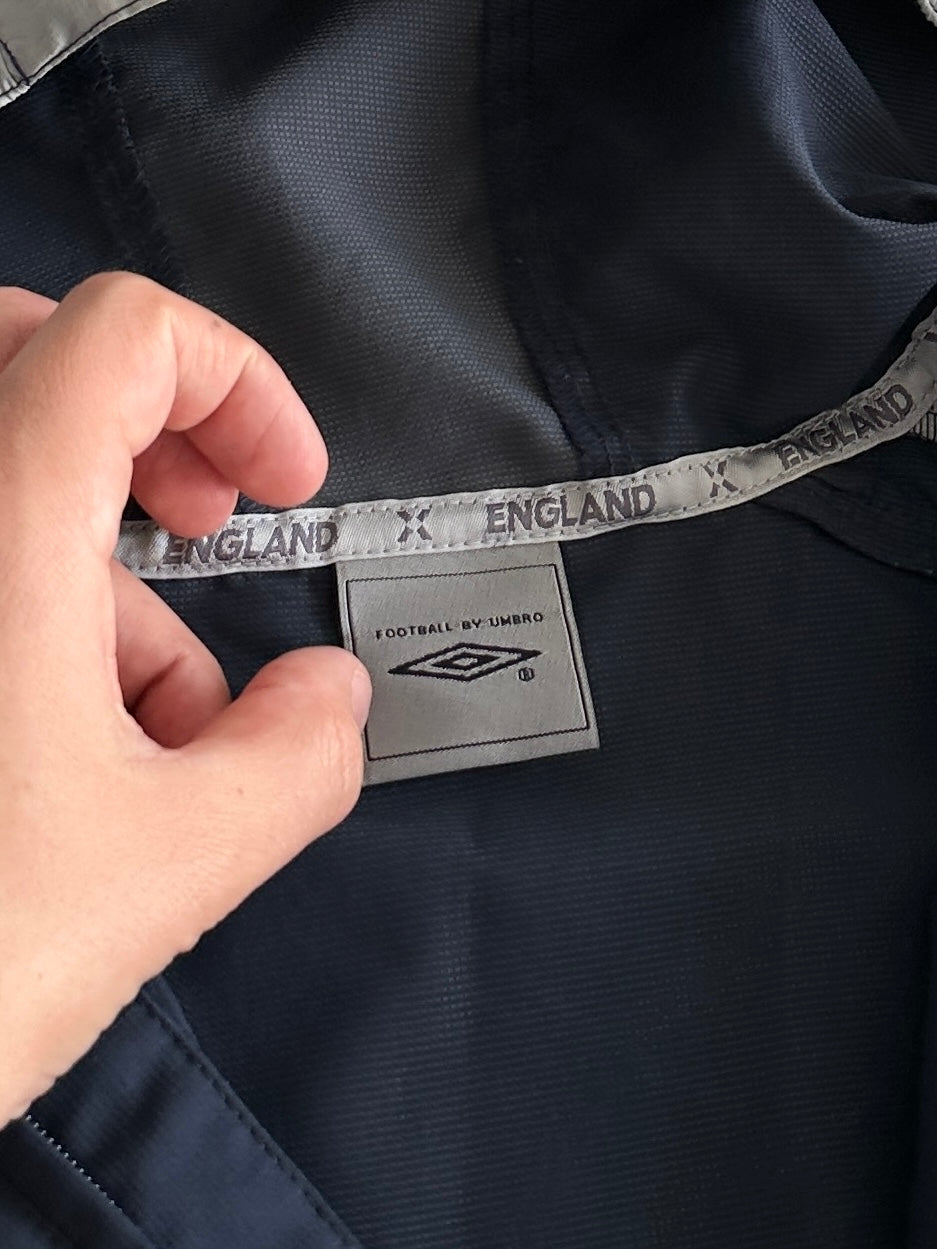 ENGLAND X ENGLAND X ENGLAND
FOOTBALL BY UMBRO
®